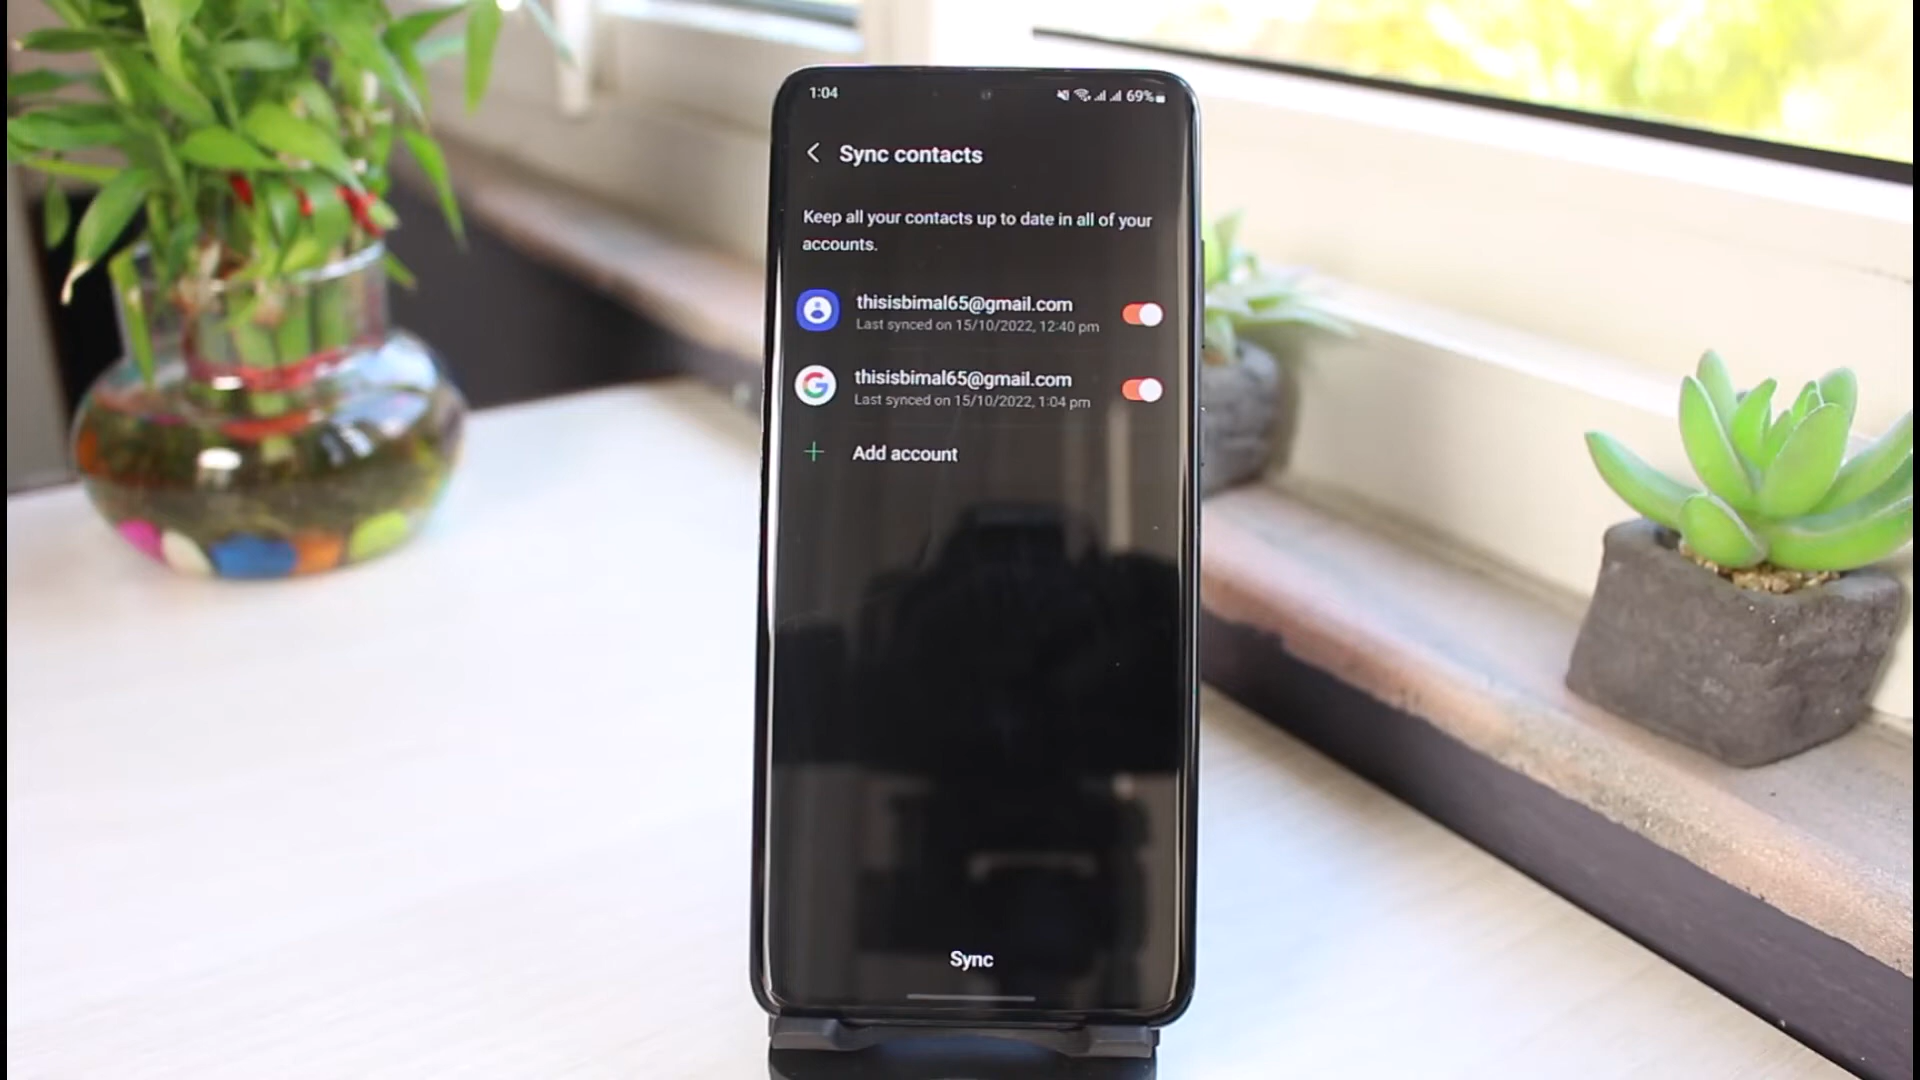 1:04
69%
Sync contacts
Keep all your contacts up to date in all of your
accounts.
thisisbimal65@gmail.com
Last synced on 15/10/2022, 12:40 pm
thisisbimal65@gmail.com
Last synced on 15/10/2022, 1:04 pm
Add account
Sync